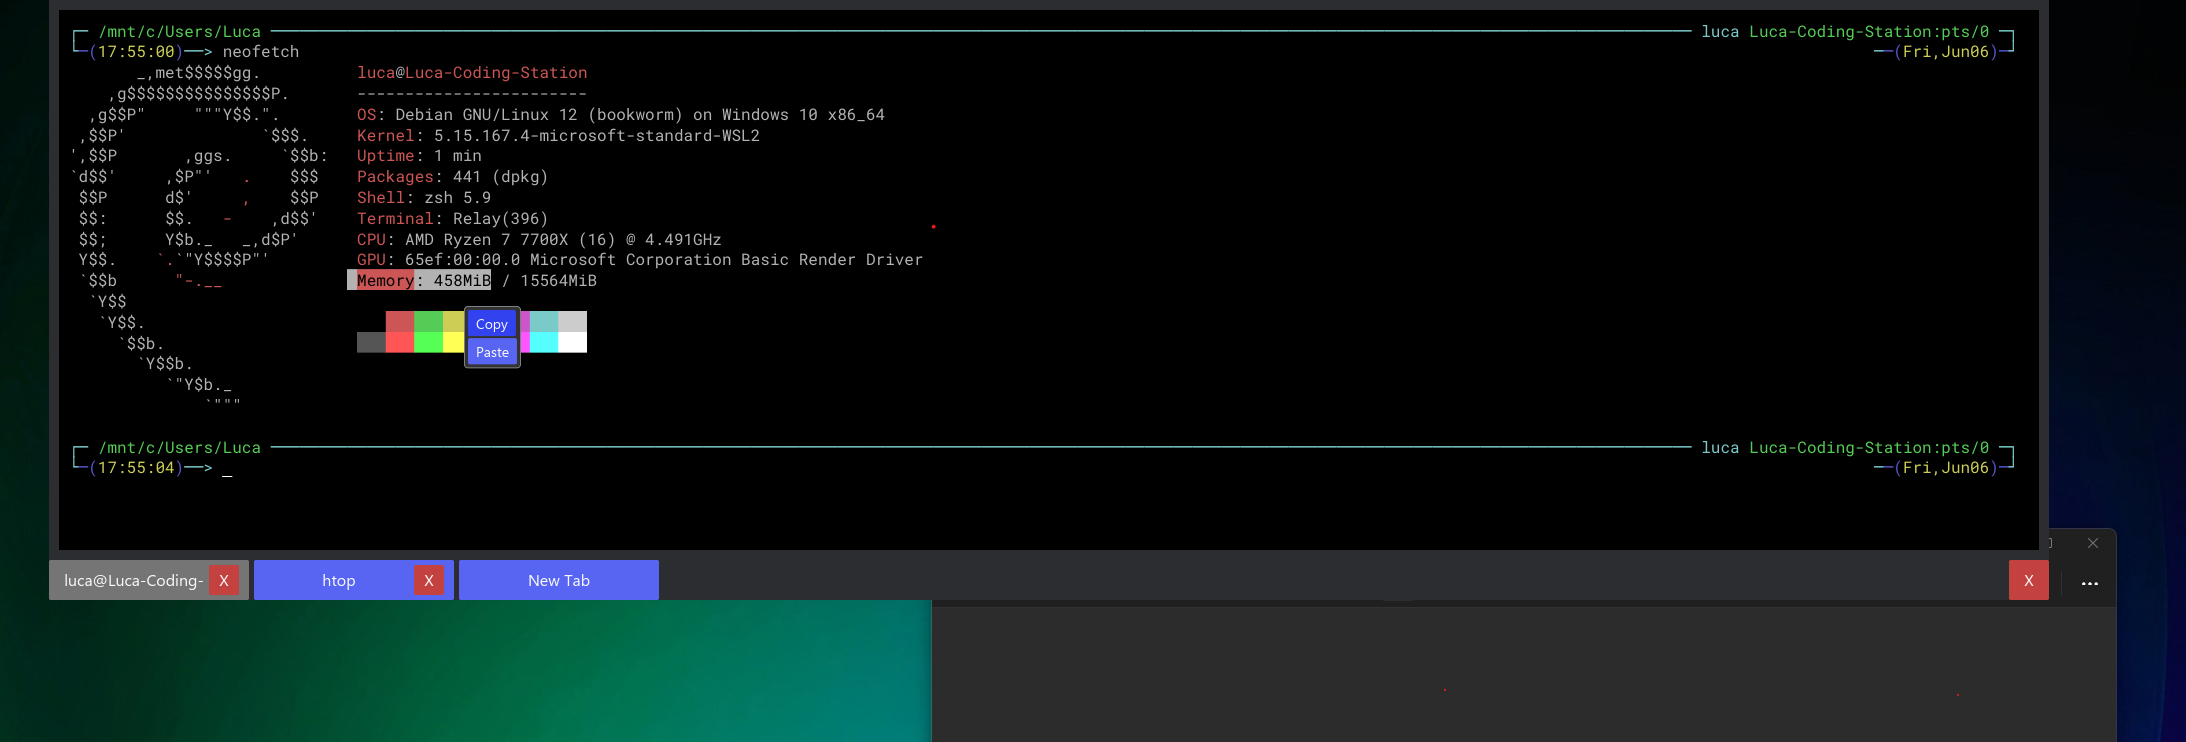 /mnt/c/Users/Luca luca Luca-Coding-Station:pts/0
(17:55:00)──> neofetch (Fri,Jun06)
_,met$$$$$gg. luca@Luca-Coding-Station
,g$$$$$$$$$$$$$$$P. ------------------------
,g$$P" """Y$$.". OS: Debian GNU/Linux 12 (bookworm) on Windows 10 x86_64
,$$P' `$$$. Kernel: 5.15.167.4-microsoft-standard-WSL2
',$$P ,ggs. `$$b: Uptime: 1 min
`d$$' ,$P"' . $$$ Packages: 441 (dpkg)
$$P d$' , $$P Shell: zsh 5.9
$$: $$. - ,d$$' Terminal: Relay(396)
$$; Y$b._ _,d$P' CPU: AMD Ryzen 7 7700X (16) @ 4.491GHz
Y$$. `.`"Y$$$$P"' GPU: 65ef:00:00.0 Microsoft Corporation Basic Render Driver
`$$b "-.__ Memory: 458MiB / 15564MiB
`Y$$
`Y$$.
`$$b.
`Y$$b.
`"Y$b._
`"""
Copy
Paste
/mnt/c/Users/Luca luca Luca-Coding-Station:pts/0
(17:55:04)──> _ (Fri,Jun06)
luca@Luca-Coding- X htop X New Tab X ...